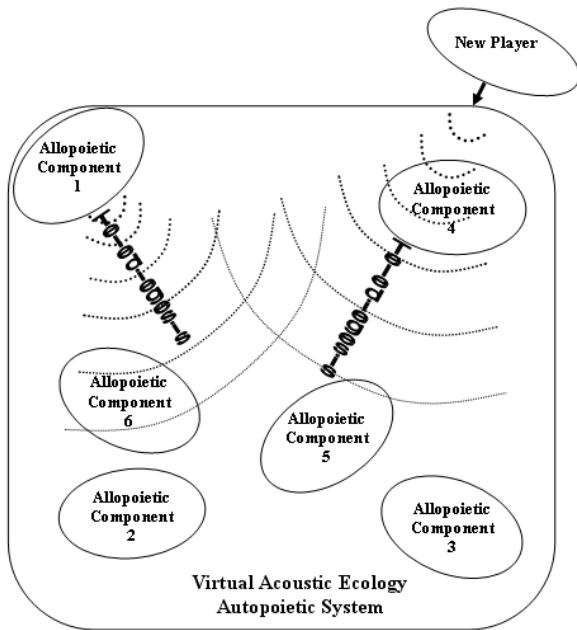 New Player
Allopoietic
Component
1
Allopoietic
Component
4
Allopoietic
Component
6
Allopoietic
Component
5
Allopoietic
Component
2
Allopoietic
Component
3
Virtual Acoustic Ecology
Autopoietic System